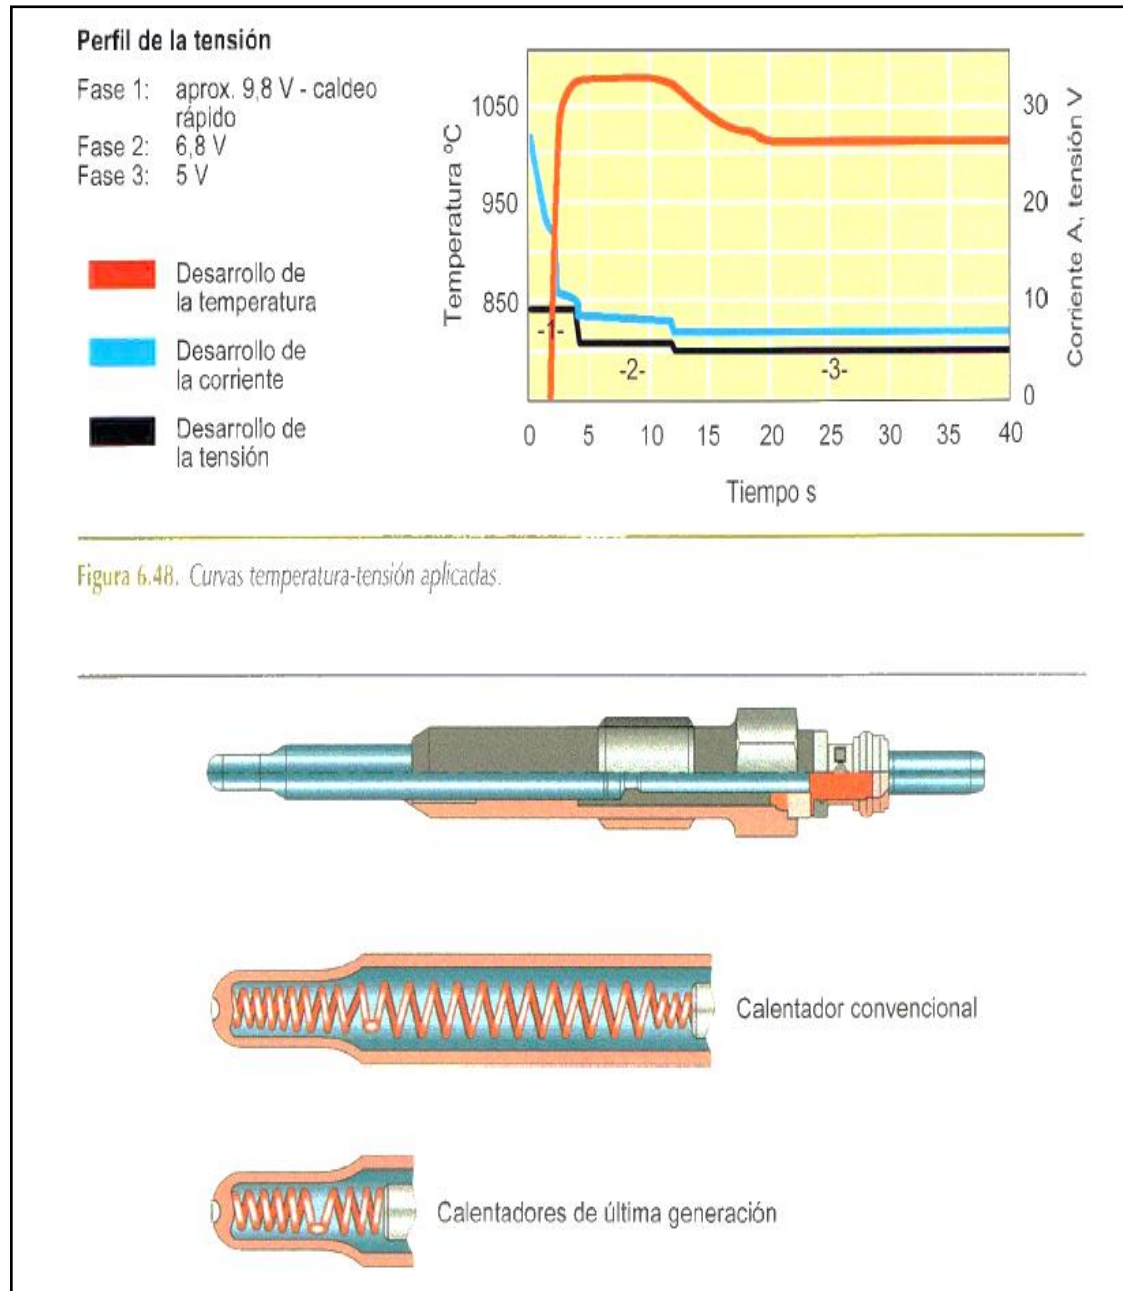 Perfil de la tensión
Fase 1: aprox. 9,8 V - caldeo
rápido
Fase 2: 6,8 V
Fase 3: 5 V
Desarrollo de
la temperatura
Desarrollo de
la corriente
Desarrollo de
la tensión
Temperatura ºC
1050
950
850
-1-
-2-
-3-
30
20
10
0
Corriente A, tensión V
0 5 10 15 20 25 30 35 40
Tiempo s
Figura 6.48. Curvas temperatura-tensión aplicadas.
Calentador convencional
Calentadores de última generación